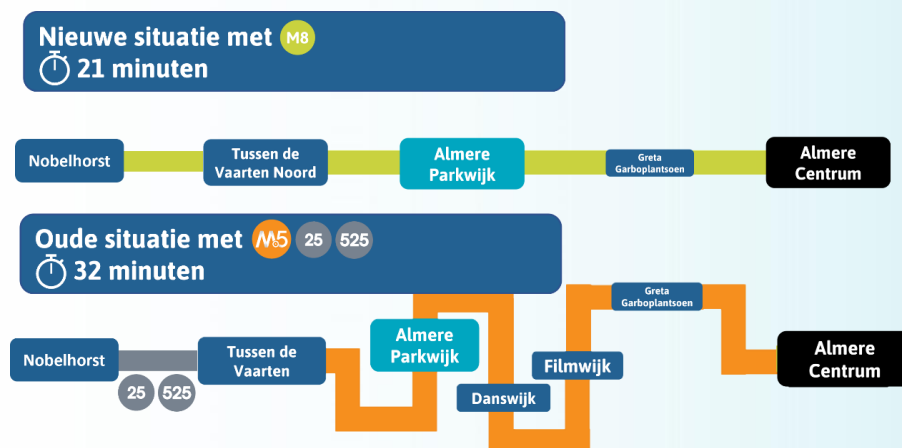 Nieuwe situatie met M8
21 minuten
Nobelhorst
Tussen de
Vaarten Noord
Almere
Parkwijk
Greta
Garboplantsoen
Almere
Centrum
Oude situatie met M5 25 525
32 minuten
Nobelhorst
25 525
Tussen de
Vaarten
Almere
Parkwijk
Danswijk
Filmwijk
Greta
Garboplantsoen
Almere
Centrum